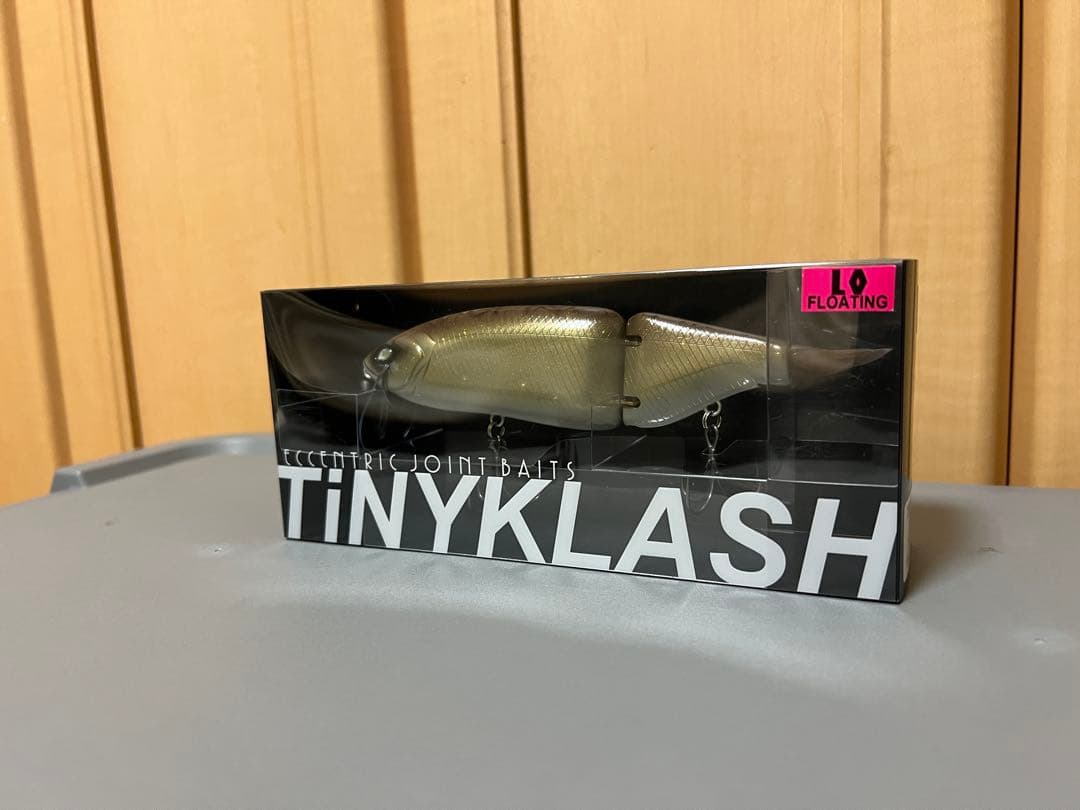 LO
FLOATING
ECCENTRIC JOINT BAITS
TiNYKLASH